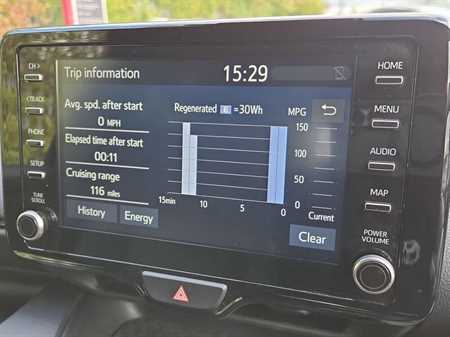 CH >
< TRACK
PHONE
SETUP
TUNE
SCROLL
Trip information
15:29
Avg. spd. after start
0 MPH
Elapsed time after start
00:11
Cruising range
116 miles
History
Energy
Regenerated =30Wh
MPG
150
100
50
0
15min
10
5
0
Current
Clear
HOME
MENU
AUDIO
MAP
POWER
VOLUME